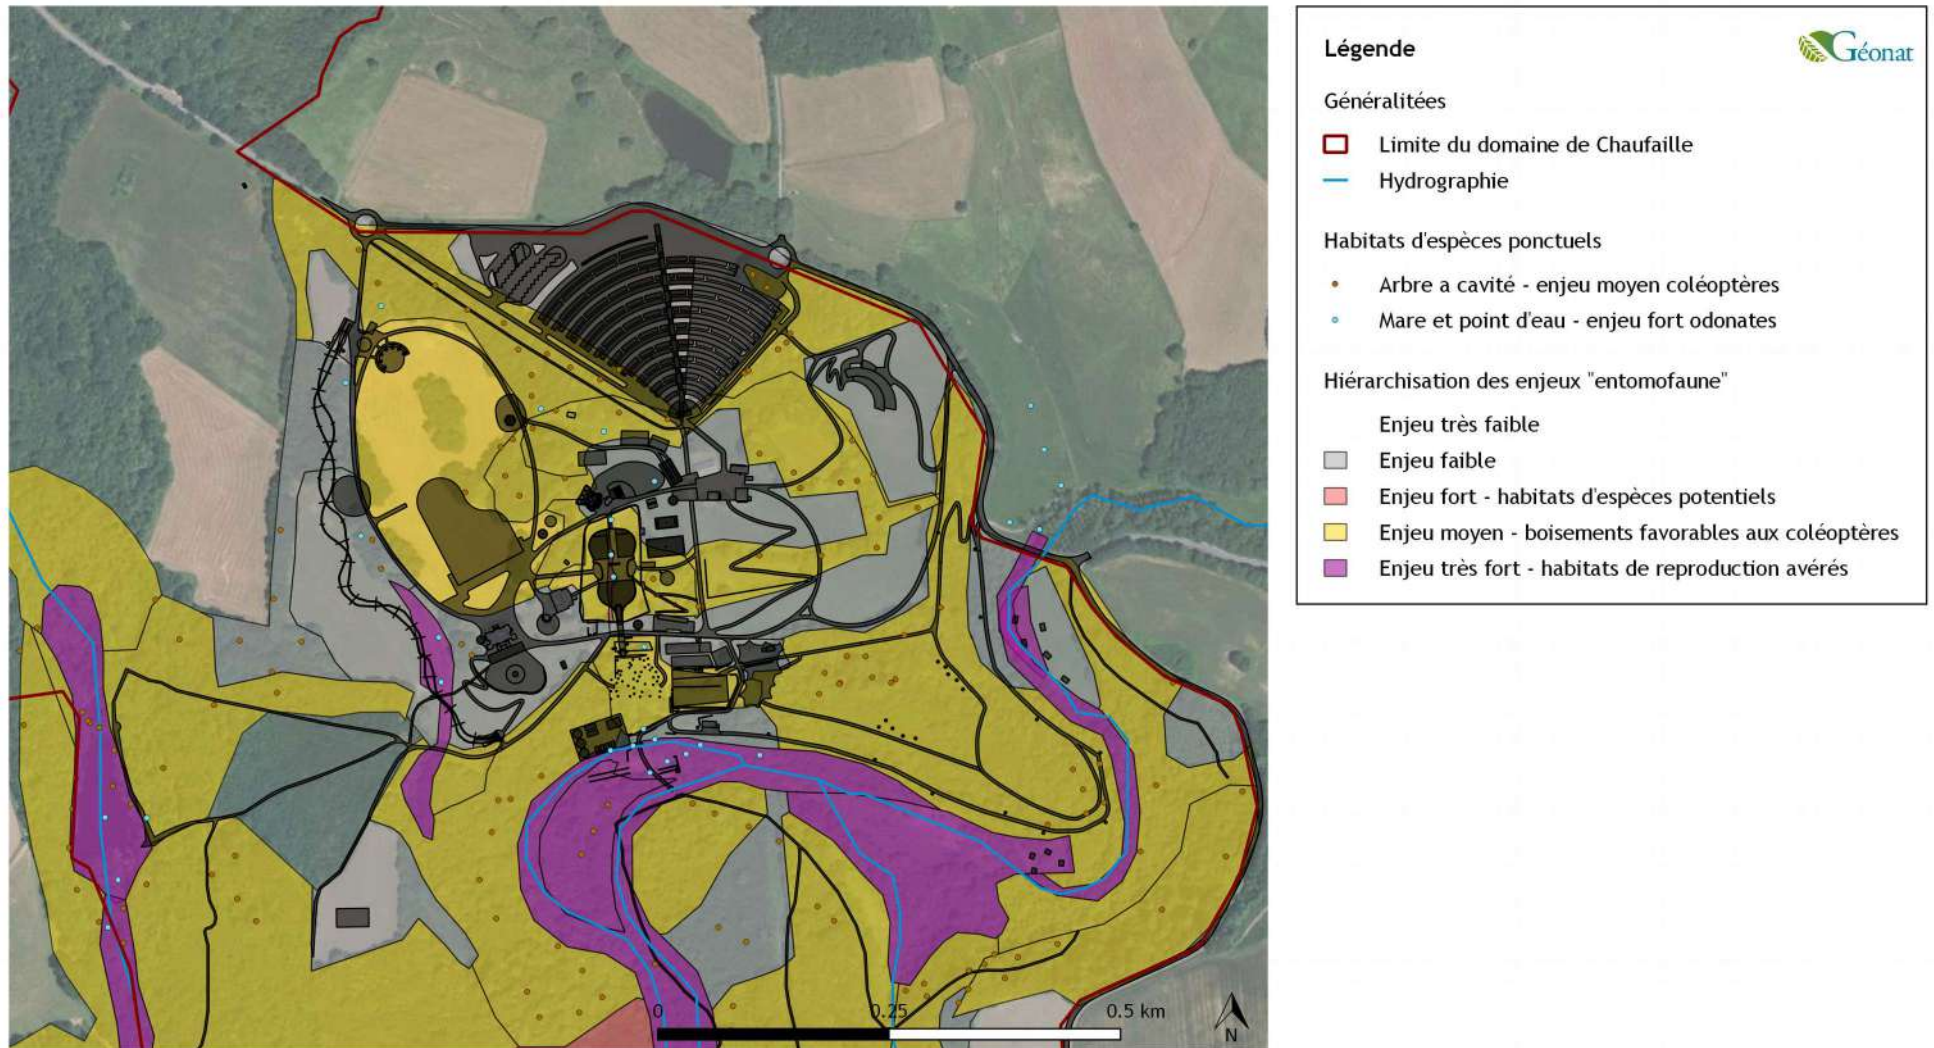 Légende
Géonat
Généralitées
Limite du domaine de Chaufaille
Hydrographie
Habitats d'espèces ponctuels
Arbre a cavité - enjeu moyen coléoptères
Mare et point d'eau - enjeu fort odonates
Hiérarchisation des enjeux "entomofaune"
Enjeu très faible
Enjeu faible
Enjeu fort - habitats d'espèces potentiels
Enjeu moyen - boisements favorables aux coléoptères
Enjeu très fort - habitats de reproduction avérés
0 0.25 0.5 km
N